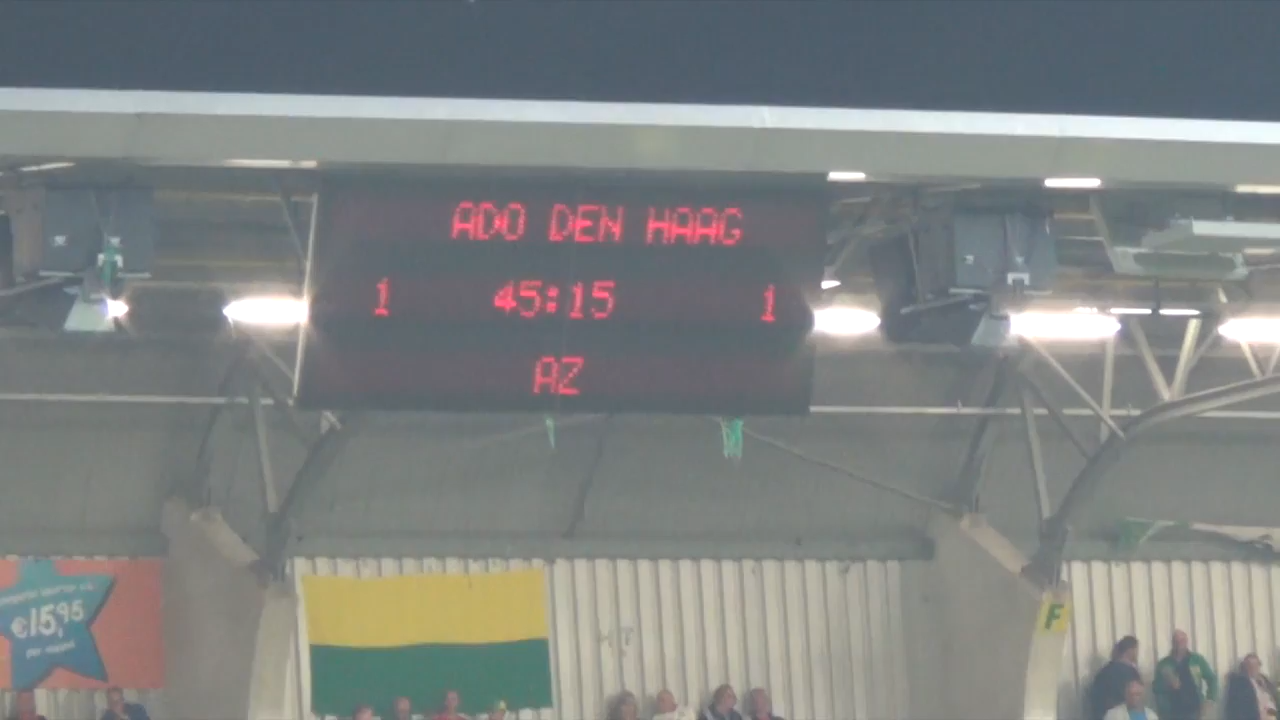 ADO DEN HAAG
1 45:15 1
AZ
€15,95
F